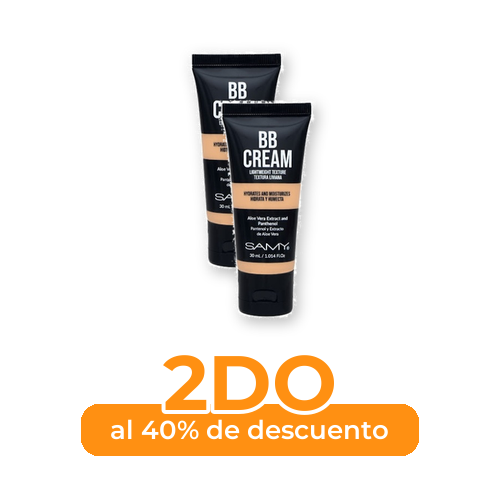 BB
BB
CREAM
LIGHTWEIGHT TEXTURE
TEXTURA LIVIANA
HYDRATES AND MOISTURIZES
HIDRATA Y HUMECTA
Aloe Vera Extract and
Panthenol
Pantenol y Extracto
de Aloe Vera
SAMY®
30 mL / 1.014 Fl.Oz
2DO
al 40% de descuento